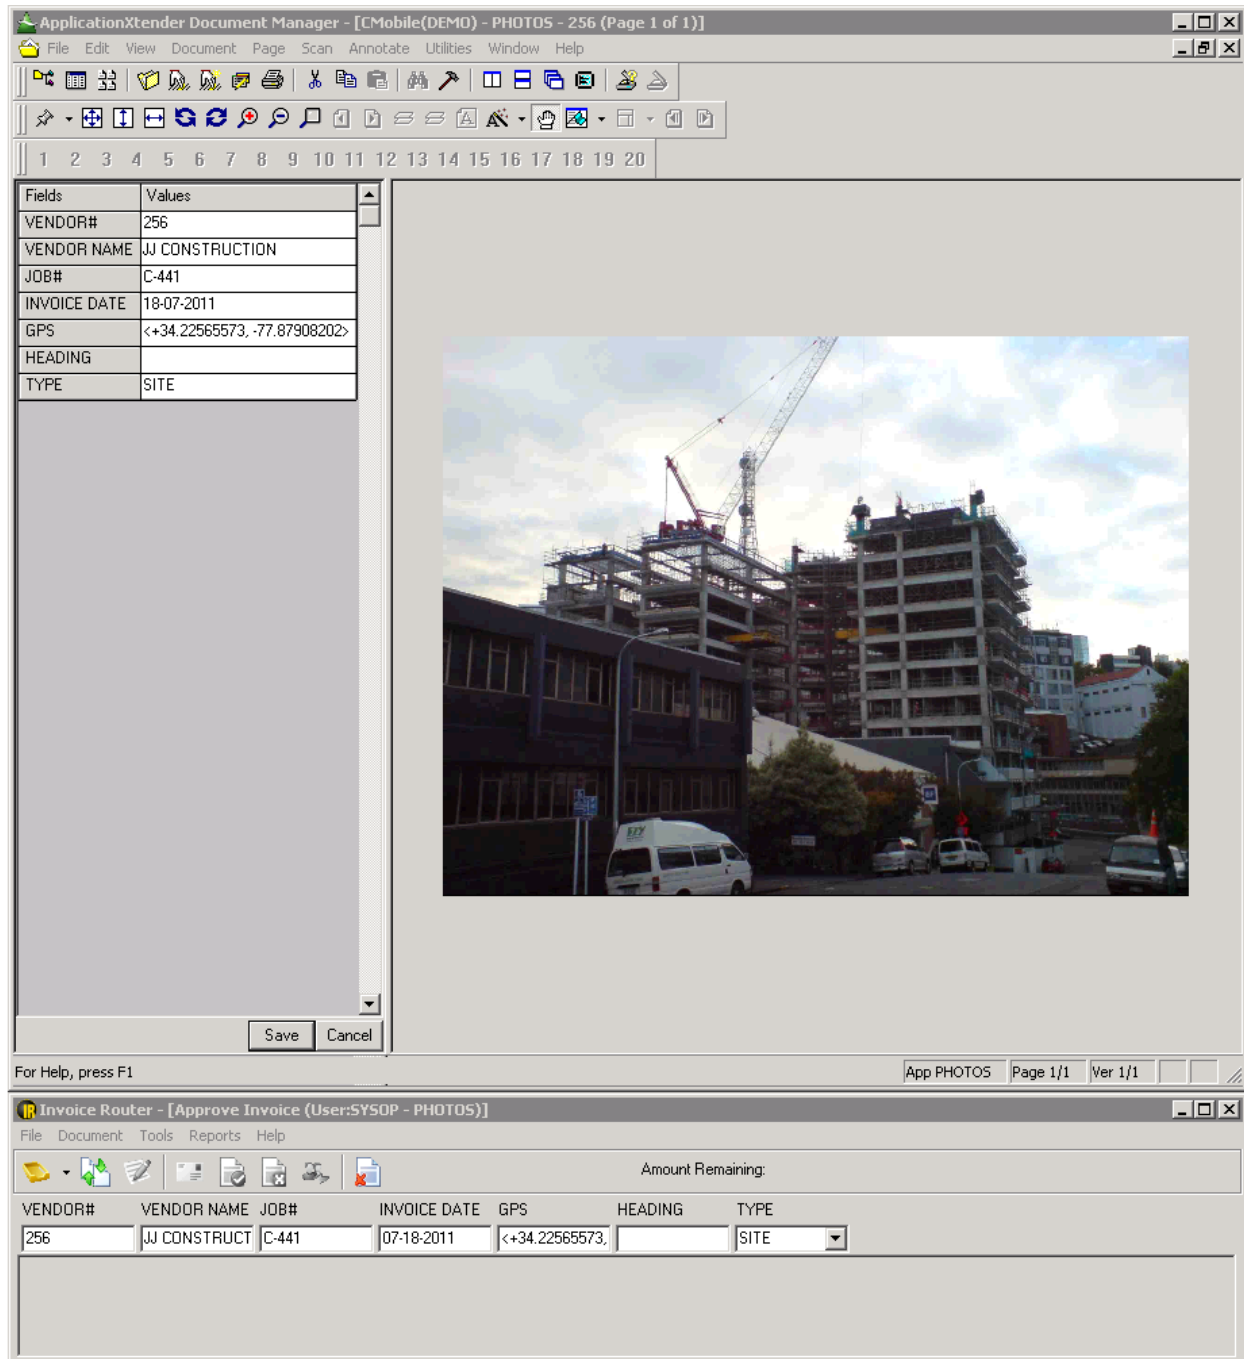 ApplicationXtender Document Manager - [CMobile(DEMO) - PHOTOS - 256 (Page 1 of 1)]
File Edit View Document Page Scan Annotate Utilities Window Help
1 2 3 4 5 6 7 8 9 10 11 12 13 14 15 16 17 18 19 20
Fields Values
VENDOR# 256
VENDOR NAME JJ CONSTRUCTION
JOB# C-441
INVOICE DATE 18-07-2011
GPS <+34.22565573, -77.87908202>
HEADING
TYPE SITE
Save Cancel
For Help, press F1 App PHOTOS Page 1/1 Ver 1/1
Invoice Router - [Approve Invoice (User:SYSOP - PHOTOS)]
File Document Tools Reports Help
Amount Remaining:
VENDOR# VENDOR NAME JOB# INVOICE DATE GPS HEADING TYPE
256 JJ CONSTRUCT C-441 07-18-2011 <+34.22565573, SITE